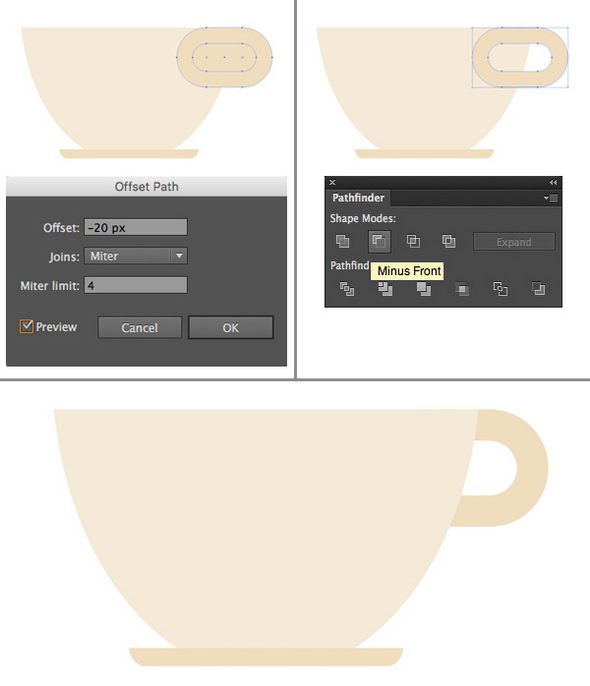 Offset Path
Offset: -20 px
Joins: Miter
Miter limit: 4
Preview
Cancel
OK
Pathfinder
Shape Modes:
Expand
Pathfind
Minus Front